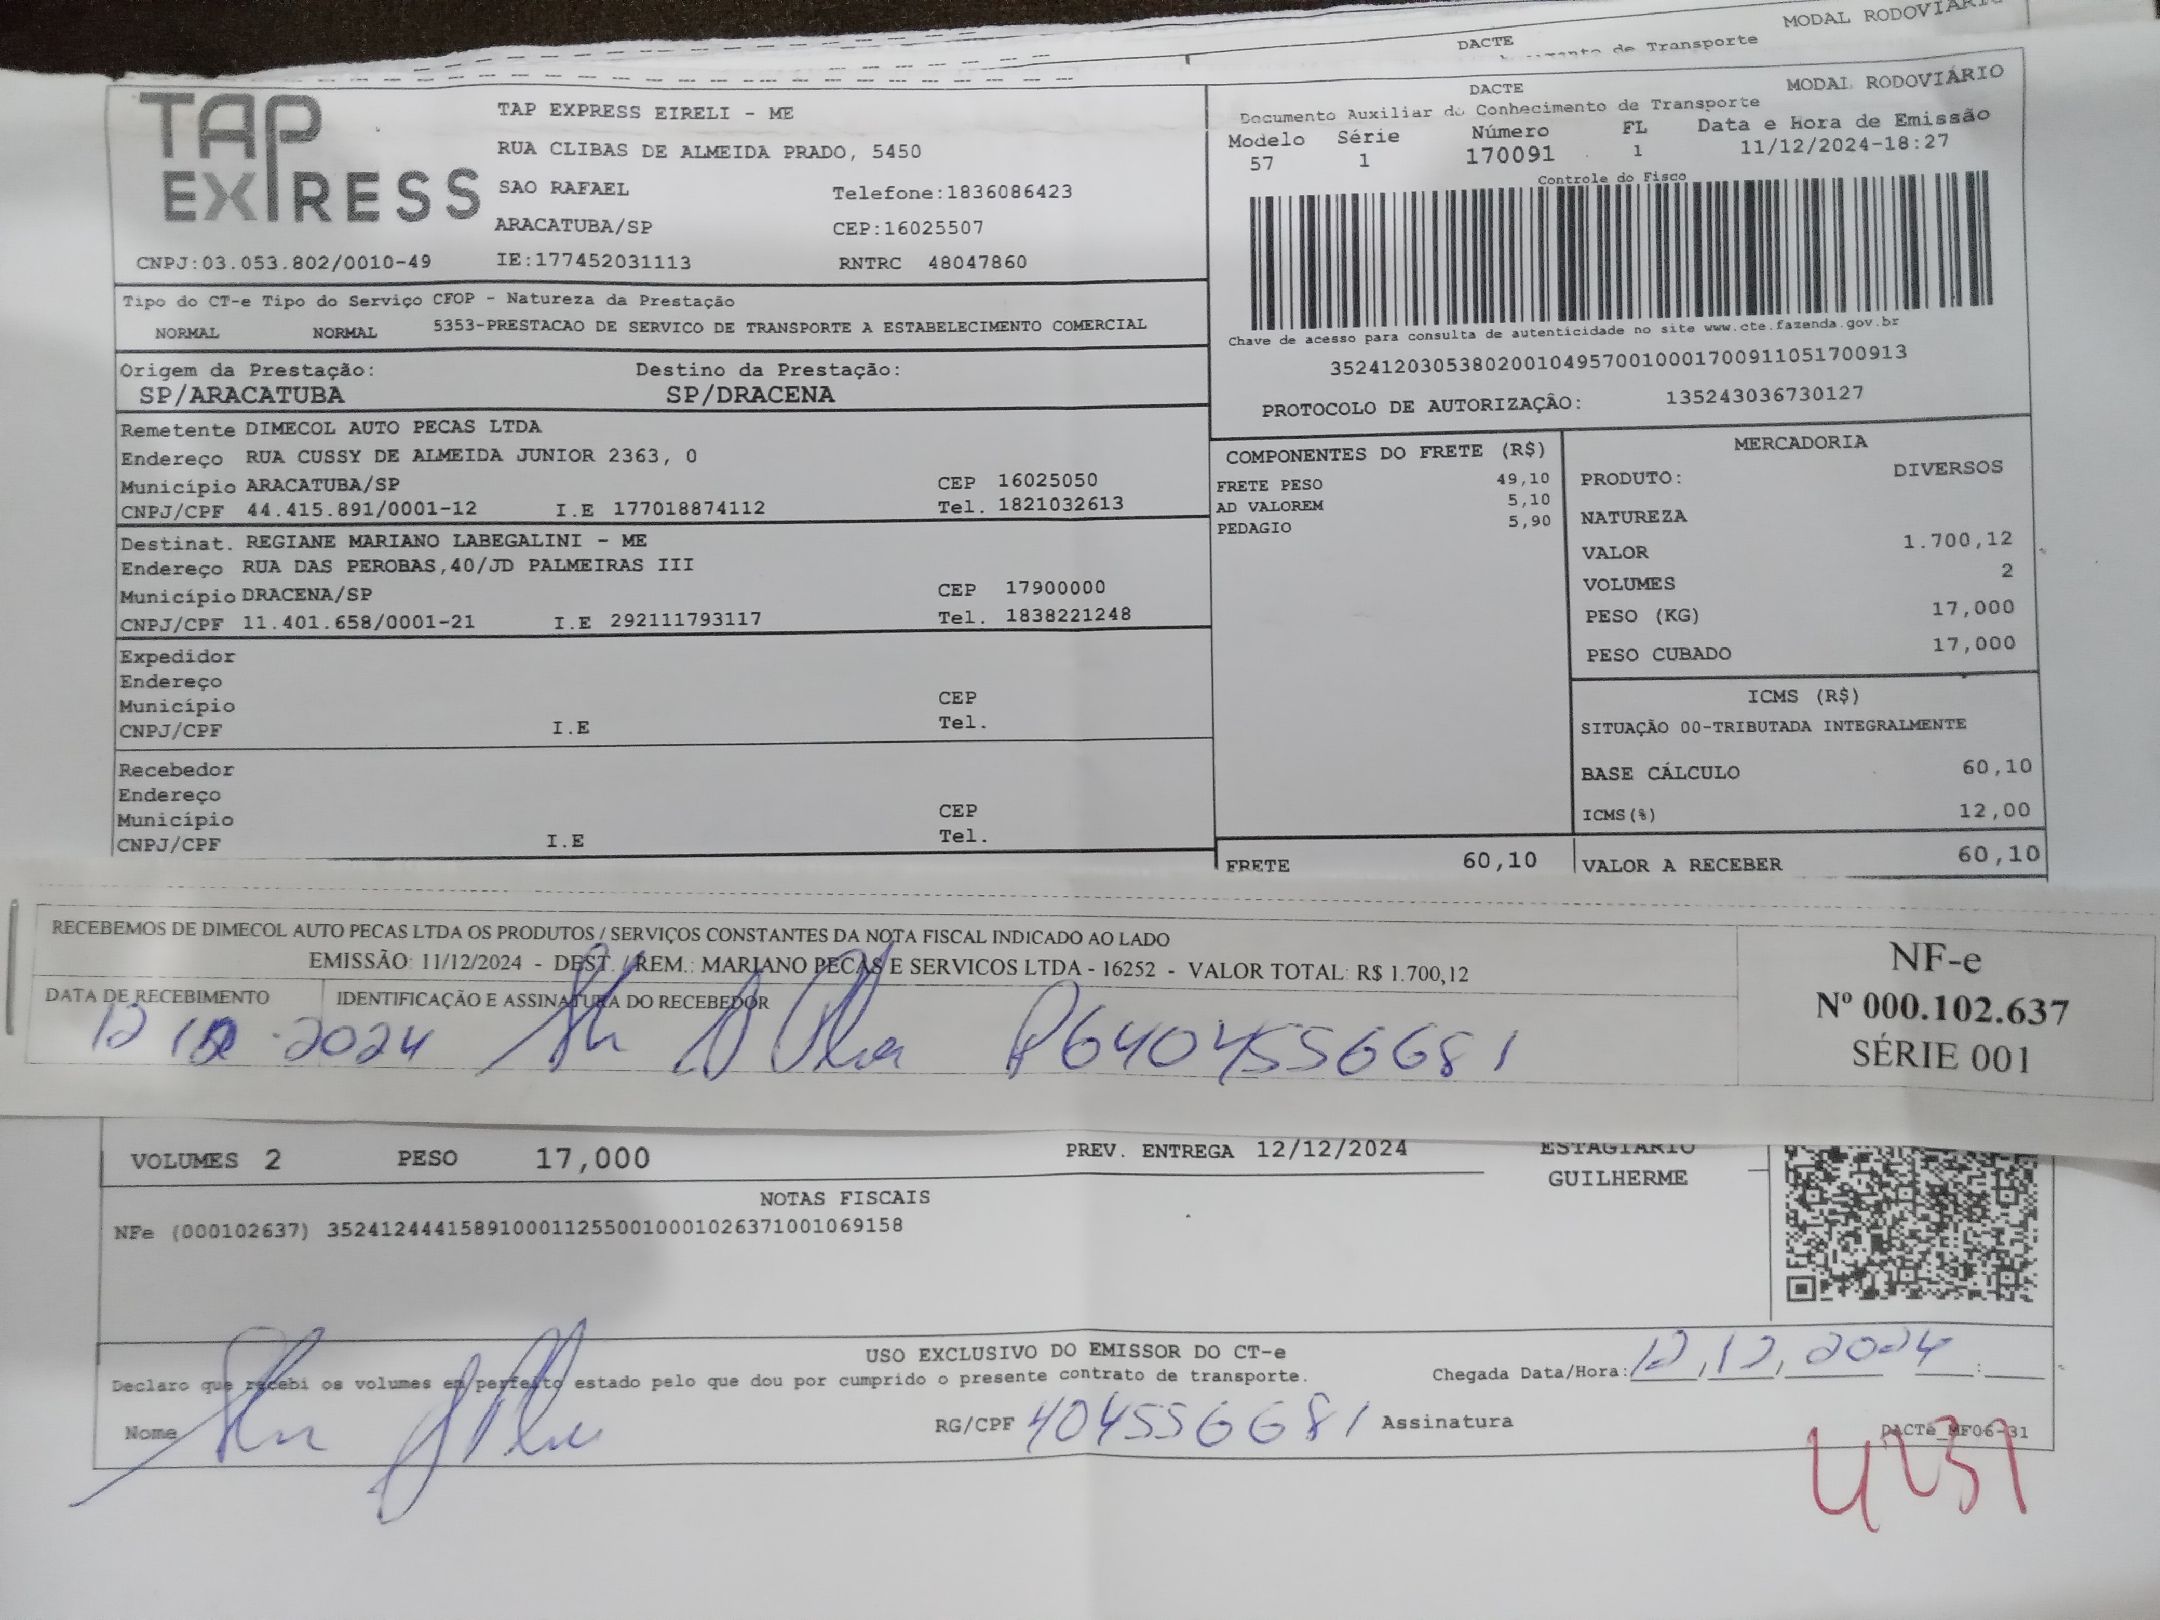 DACTE
MODAL RODOVIÁRIO
de Transporte
TAP EXPRESS
TAP EXPRESS EIRELI - ME
RUA CLIBAS DE ALMEIDA PRADO, 5450
SAO RAFAEL Telefone:1836086423
ARACATUBA/SP CEP:16025507
CNPJ:03.053.802/0010-49 IE:177452031113 RNTRC 48047860
DACTE MODAL RODOVIÁRIO
Documento Auxiliar do Conhecimento de Transporte
Modelo Série Número FL Data e Hora de Emissão
57 1 170091 1 11/12/2024-18:27
Controle do Fisco
Chave de acesso para consulta de autenticidade no site www.cte.fazenda.gov.br
35241203053802001049570010001700911051700913
PROTOCOLO DE AUTORIZAÇÃO: 135243036730127
Tipo do CT-e Tipo do Serviço CFOP - Natureza da Prestação
NORMAL NORMAL 5353-PRESTACAO DE SERVICO DE TRANSPORTE A ESTABELECIMENTO COMERCIAL
Origem da Prestação: Destino da Prestação:
SP/ARACATUBA SP/DRACENA
Remetente DIMECOL AUTO PECAS LTDA
Endereço RUA CUSSY DE ALMEIDA JUNIOR 2363, 0
Município ARACATUBA/SP CEP 16025050
CNPJ/CPF 44.415.891/0001-12 I.E 177018874112 Tel. 1821032613
Destinat. REGIANE MARIANO LABEGALINI - ME
Endereço RUA DAS PEROBAS,40/JD PALMEIRAS III
Município DRACENA/SP CEP 17900000
CNPJ/CPF 11.401.658/0001-21 I.E 292111793117 Tel. 1838221248
Expedidor
Endereço
Município CEP
CNPJ/CPF I.E Tel.
Recebedor
Endereço
Município CEP
CNPJ/CPF I.E Tel.
COMPONENTES DO FRETE (R$)
FRETE PESO 49,10
AD VALOREM 5,10
PEDAGIO 5,90
FRETE 60,10
MERCADORIA
PRODUTO: DIVERSOS
NATUREZA
VALOR 1.700,12
VOLUMES 2
PESO (KG) 17,000
PESO CUBADO 17,000
ICMS (R$)
SITUAÇÃO 00-TRIBUTADA INTEGRALMENTE
BASE CÁLCULO 60,10
ICMS(%) 12,00
VALOR A RECEBER 60,10
RECEBEMOS DE DIMECOL AUTO PECAS LTDA OS PRODUTOS / SERVIÇOS CONSTANTES DA NOTA FISCAL INDICADO AO LADO
EMISSÃO: 11/12/2024 - DEST. / REM.: MARIANO PECAS E SERVICOS LTDA - 16252 - VALOR TOTAL: R$ 1.700,12
DATA DE RECEBIMENTO IDENTIFICAÇÃO E ASSINATURA DO RECEBEDOR
12 12 2024 404556681
NF-e
Nº 000.102.637
SÉRIE 001
VOLUMES 2 PESO 17,000 PREV. ENTREGA 12/12/2024
ESTAGIARIO
GUILHERME
NOTAS FISCAIS
NFe (000102637) 35241244415891000112550010001026371001069158
USO EXCLUSIVO DO EMISSOR DO CT-e
Declaro que recebi os volumes em perfeito estado pelo que dou por cumprido o presente contrato de transporte.
Chegada Data/Hora: 12, 12, 2024 :
Nome RG/CPF 404556681 Assinatura
DACTe_MF06-31